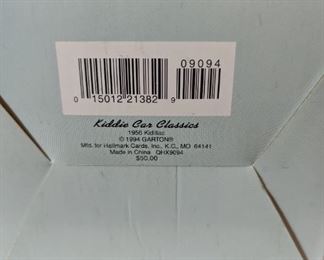 09094
0 15012 21382 9
Kiddie Car Classics
1956 Kidillac
© 1994 GARTON®
Mfd. for Hallmark Cards, Inc., K.C., MO 64141
Made in China QHX9094
$50.00